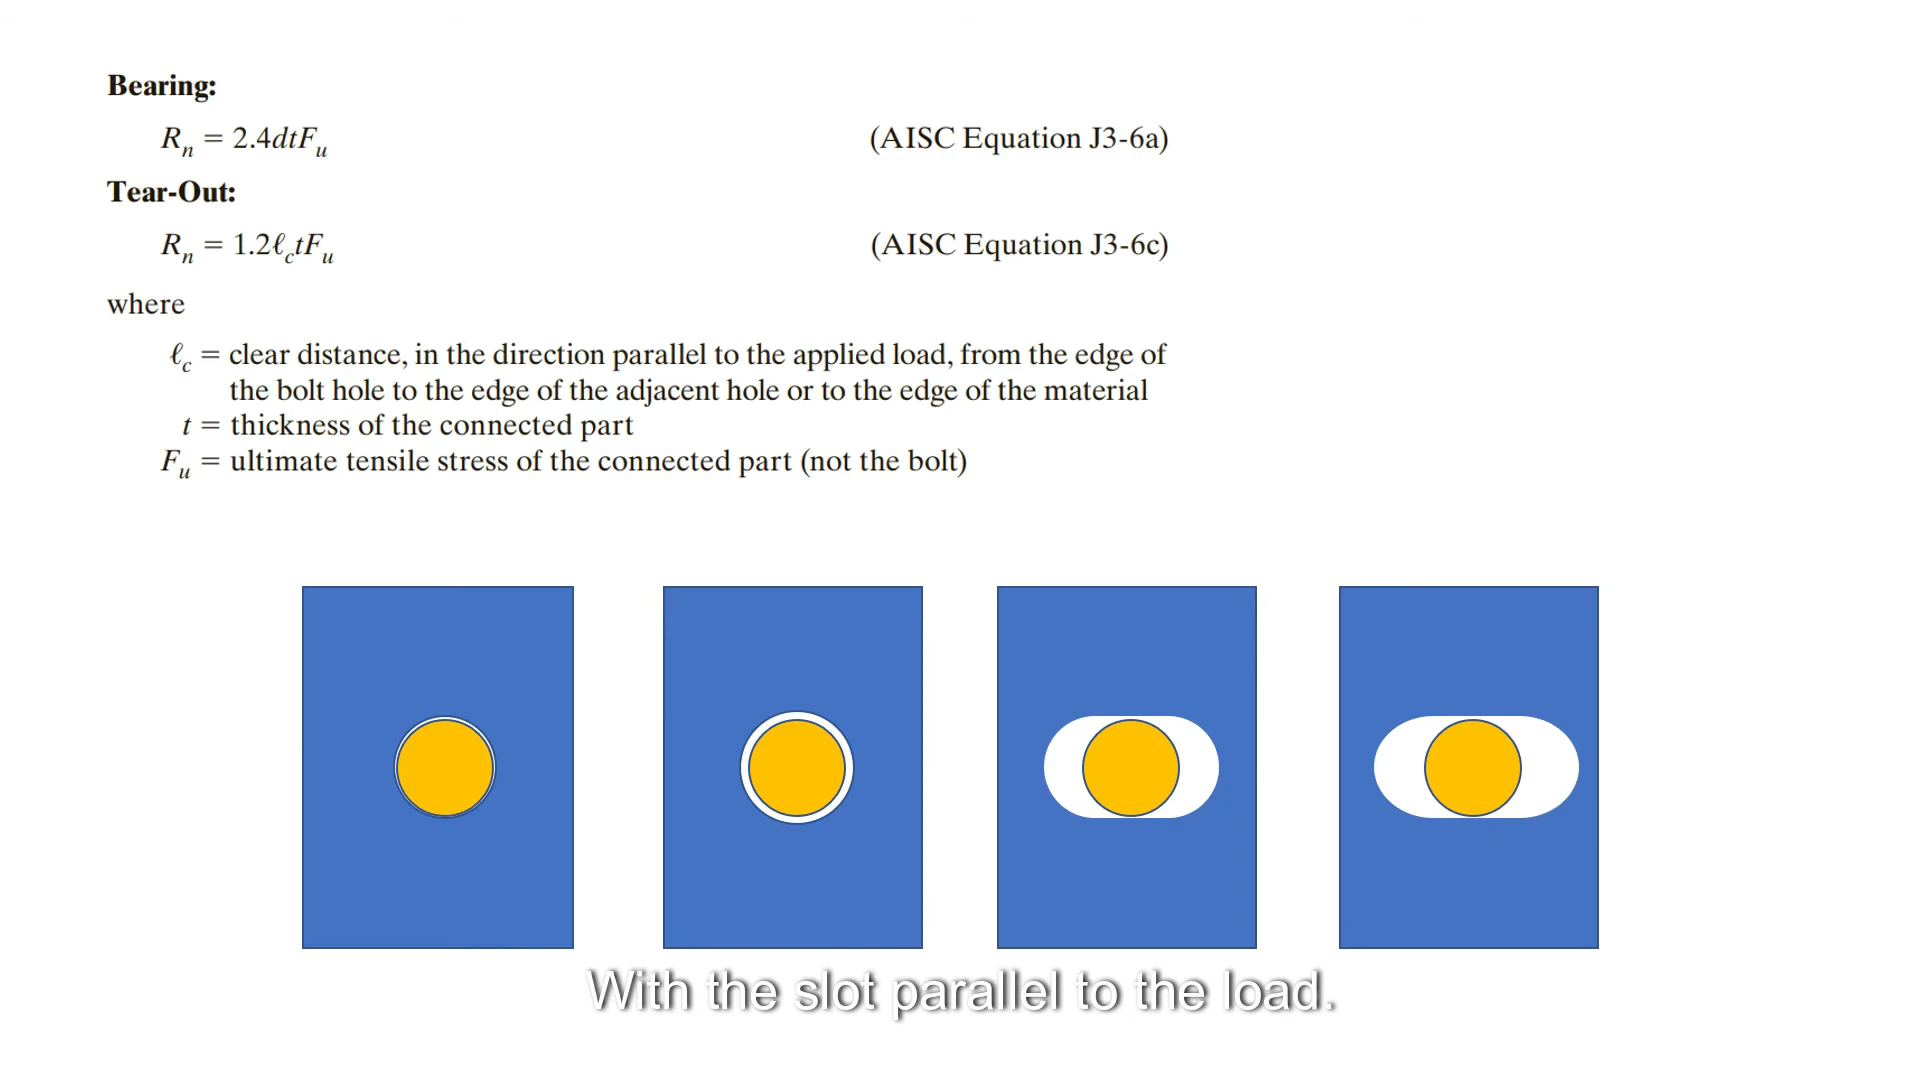 Bearing:
Rₙ = 2.4dtFᵤ (AISC Equation J3-6a)
Tear-Out:
Rₙ = 1.2ℓ꜀tFᵤ (AISC Equation J3-6c)
where
ℓ꜀ = clear distance, in the direction parallel to the applied load, from the edge of
the bolt hole to the edge of the adjacent hole or to the edge of the material
t = thickness of the connected part
Fᵤ = ultimate tensile stress of the connected part (not the bolt)
With the slot parallel to the load.